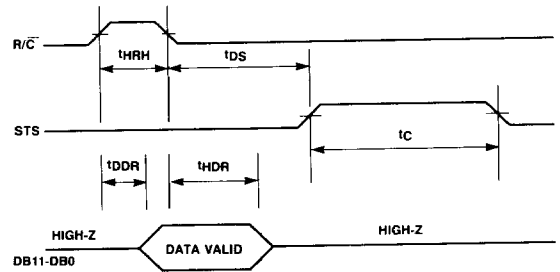 R/C̅
tHRH
tDS
STS
tC
tDDR
tHDR
HIGH-Z
DATA VALID
HIGH-Z
DB11-DB0